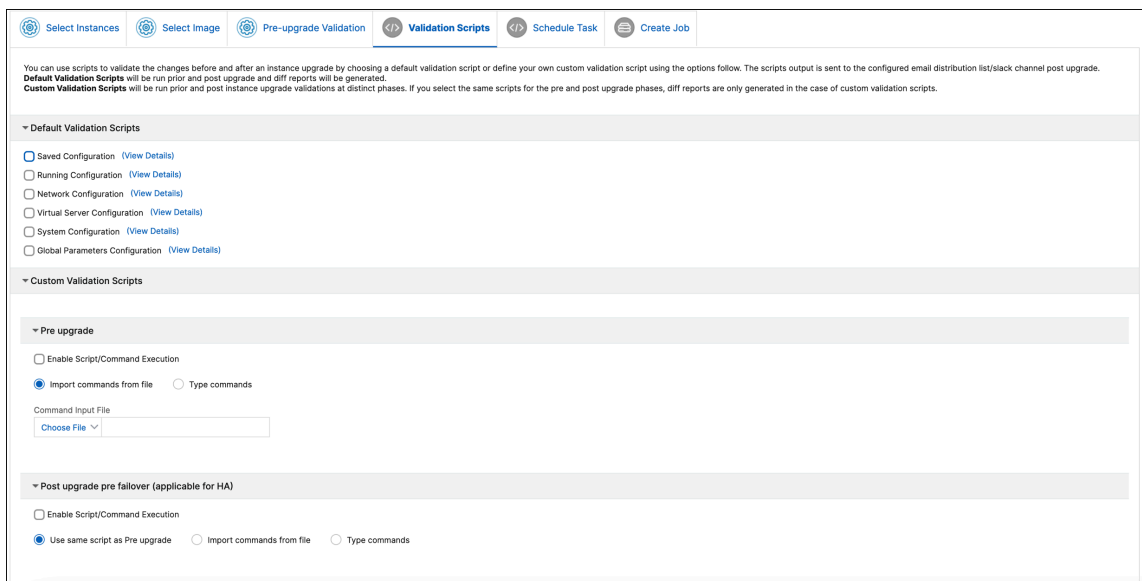 Select Instances Select Image Pre-upgrade Validation Validation Scripts Schedule Task Create Job
You can use scripts to validate the changes before and after an instance upgrade by choosing a default validation script or define your own custom validation script using the options follow. The scripts output is sent to the configured email distribution list/slack channel post upgrade.
Default Validation Scripts will be run prior and post upgrade and diff reports will be generated.
Custom Validation Scripts will be run prior and post instance upgrade validations at distinct phases. If you select the same scripts for the pre and post upgrade phases, diff reports are only generated in the case of custom validation scripts.
Default Validation Scripts
Saved Configuration (View Details)
Running Configuration (View Details)
Network Configuration (View Details)
Virtual Server Configuration (View Details)
System Configuration (View Details)
Global Parameters Configuration (View Details)
Custom Validation Scripts
Pre upgrade
Enable Script/Command Execution
Import commands from file Type commands
Command Input File
Choose File
Post upgrade pre failover (applicable for HA)
Enable Script/Command Execution
Use same script as Pre upgrade Import commands from file Type commands